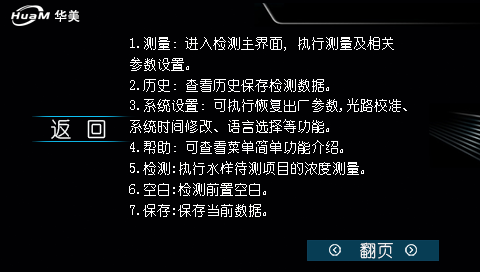 HuaM 华美
1.测量: 进入检测主界面, 执行测量及相关
参数设置。
2.历史: 查看历史保存检测数据。
3.系统设置: 可执行恢复出厂参数,光路校准、
系统时间修改、语言选择等功能。
返 回
4.帮助: 可查看菜单简单功能介绍。
5.检测:执行水样待测项目的浓度测量。
6.空白:检测前置空白。
7.保存:保存当前数据。
翻页